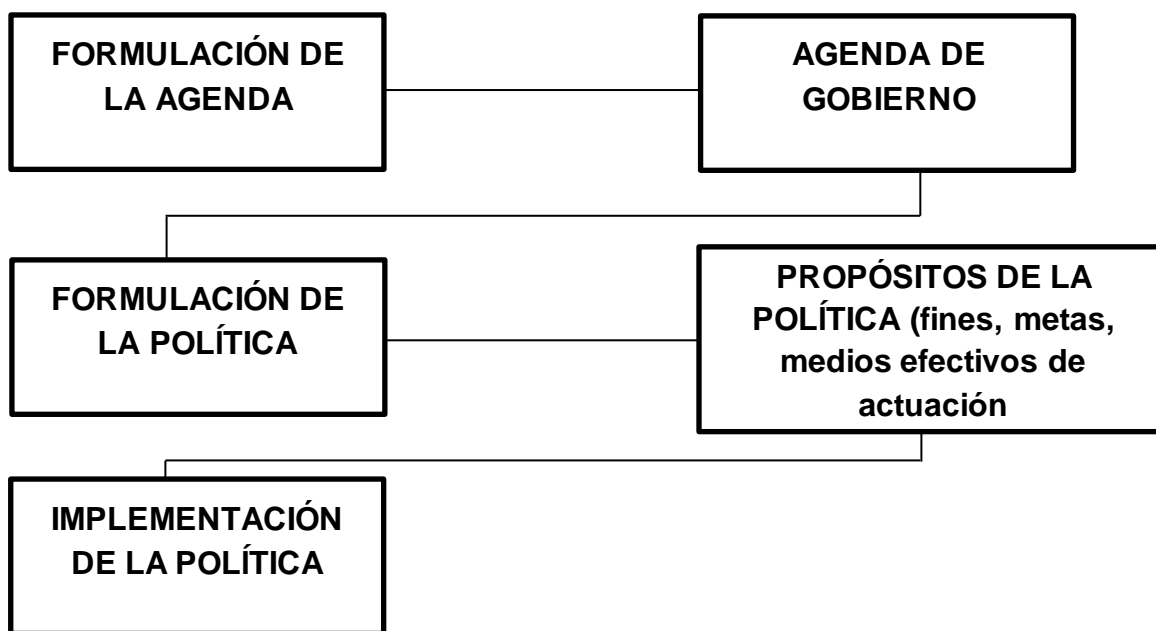 FORMULACIÓN DE
LA AGENDA
AGENDA DE
GOBIERNO
FORMULACIÓN DE
LA POLÍTICA
PROPÓSITOS DE LA
POLÍTICA (fines, metas,
medios efectivos de
actuación
IMPLEMENTACIÓN
DE LA POLÍTICA